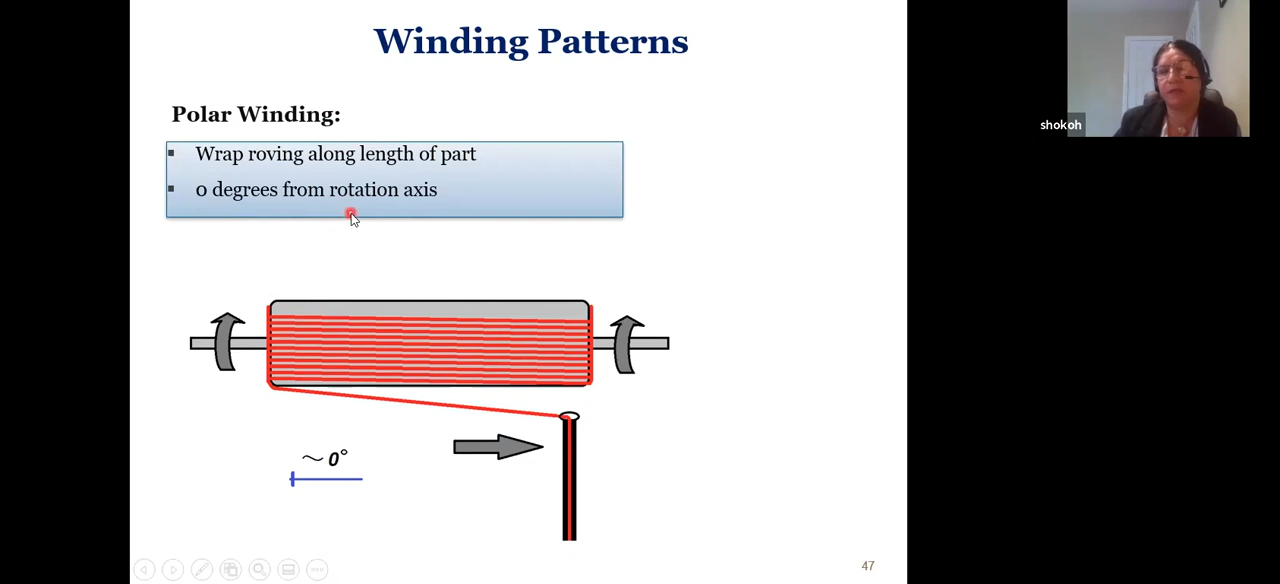 Winding Patterns
shokoh
Polar Winding:
▪ Wrap roving along length of part
▪ 0 degrees from rotation axis
~ 0°
47